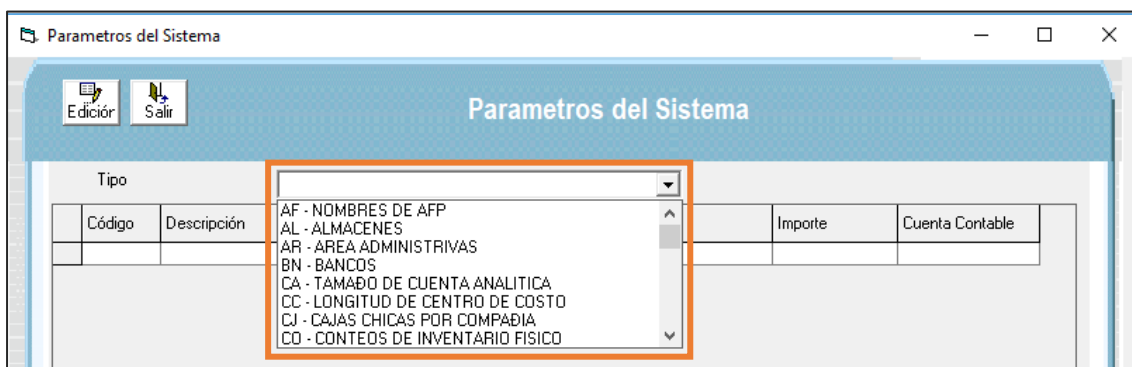 Parametros del Sistema
Edición Salir
Parametros del Sistema
Tipo
Código Descripción Importe Cuenta Contable
AF - NOMBRES DE AFP
AL - ALMACENES
AR - AREA ADMINISTRIVAS
BN - BANCOS
CA - TAMAÐO DE CUENTA ANALITICA
CC - LONGITUD DE CENTRO DE COSTO
CJ - CAJAS CHICAS POR COMPAÐIA
CO - CONTEOS DE INVENTARIO FISICO